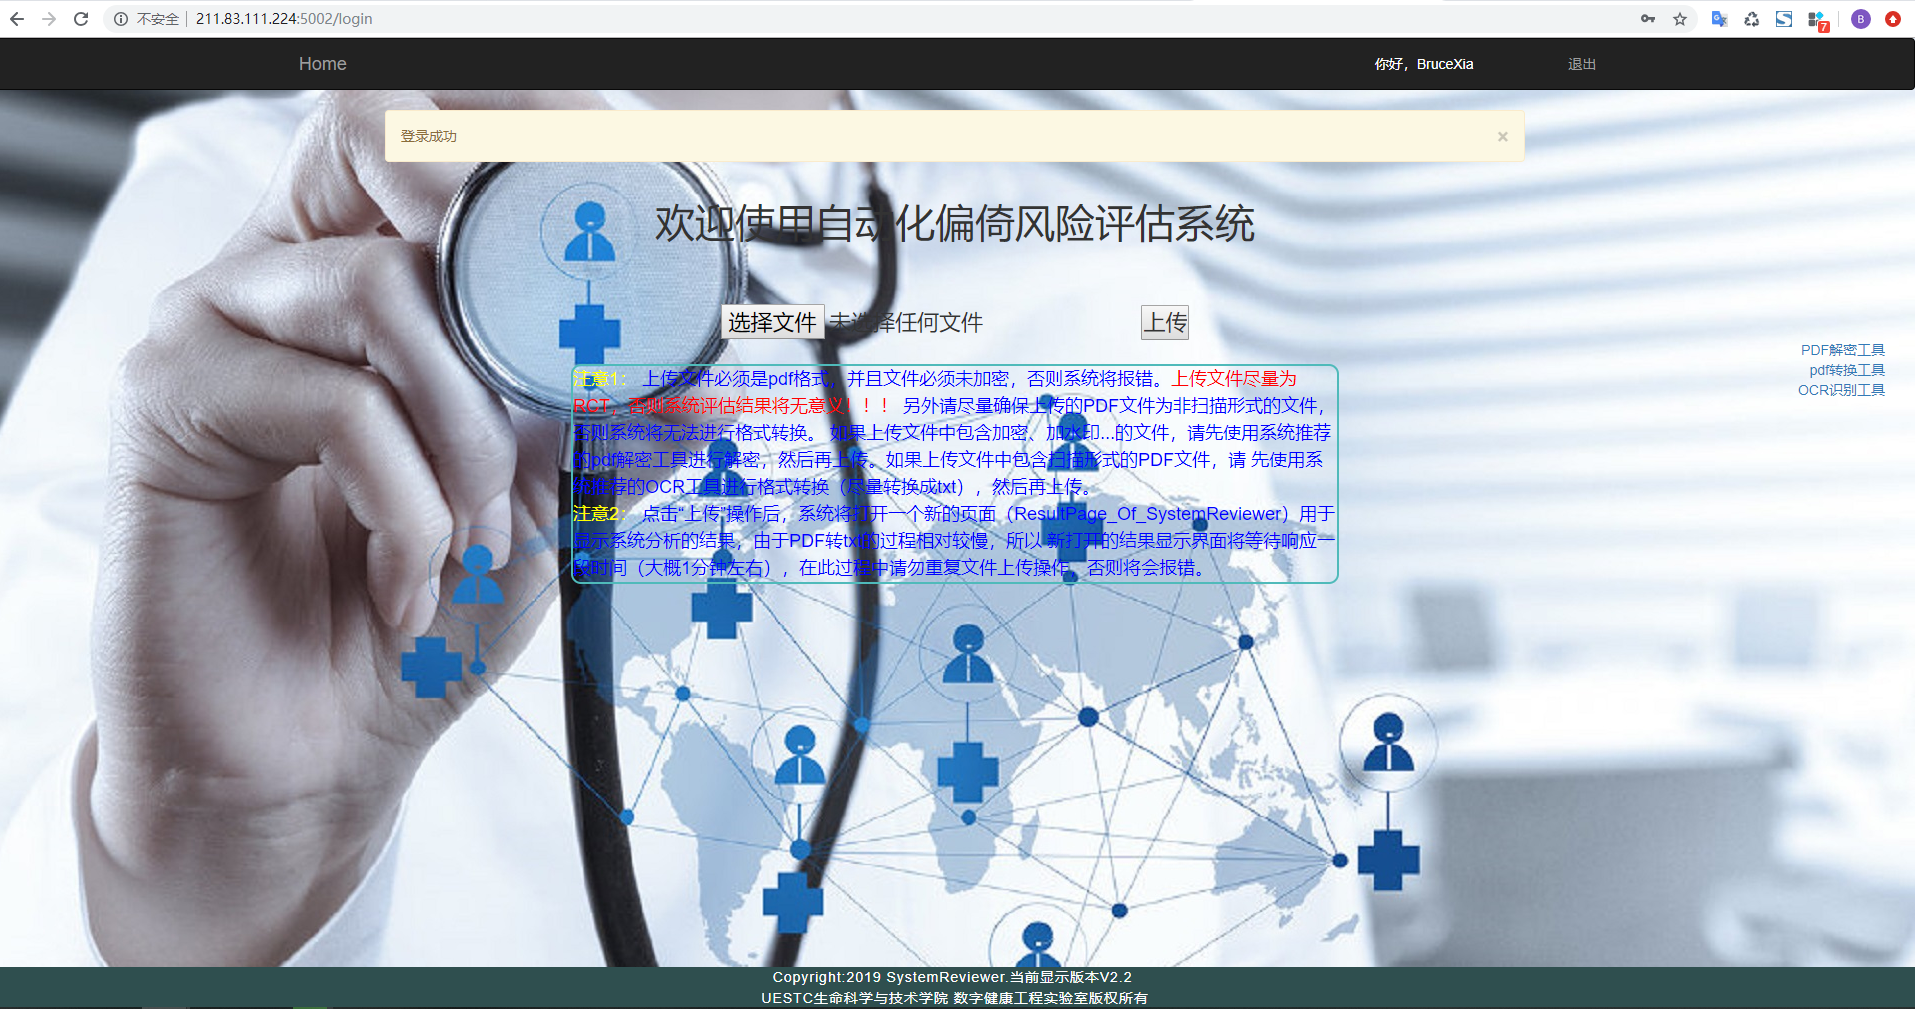 不安全 211.83.111.224:5002/login
7
B
Home
你好，BruceXia
退出
登录成功
×
欢迎使用自动化偏倚风险评估系统
选择文件 未选择任何文件
上传
PDF解密工具
pdf转换工具
OCR识别工具
注意1： 上传文件必须是pdf格式，并且文件必须未加密，否则系统将报错。上传文件尽量为
RCT，否则系统评估结果将无意义！！！ 另外请尽量确保上传的PDF文件为非扫描形式的文件，
否则系统将无法进行格式转换。 如果上传文件中包含加密、加水印...的文件，请先使用系统推荐
的pdf解密工具进行解密，然后再上传。如果上传文件中包含扫描形式的PDF文件，请 先使用系
统推荐的OCR工具进行格式转换（尽量转换成txt），然后再上传。
注意2： 点击“上传”操作后，系统将打开一个新的页面（ResultPage_Of_SystemReviewer）用于
显示系统分析的结果，由于PDF转txt的过程相对较慢，所以 新打开的结果显示界面将等待响应一
段时间（大概1分钟左右），在此过程中请勿重复文件上传操作，否则将会报错。
Copyright:2019 SystemReviewer.当前显示版本V2.2
UESTC生命科学与技术学院 数字健康工程实验室版权所有